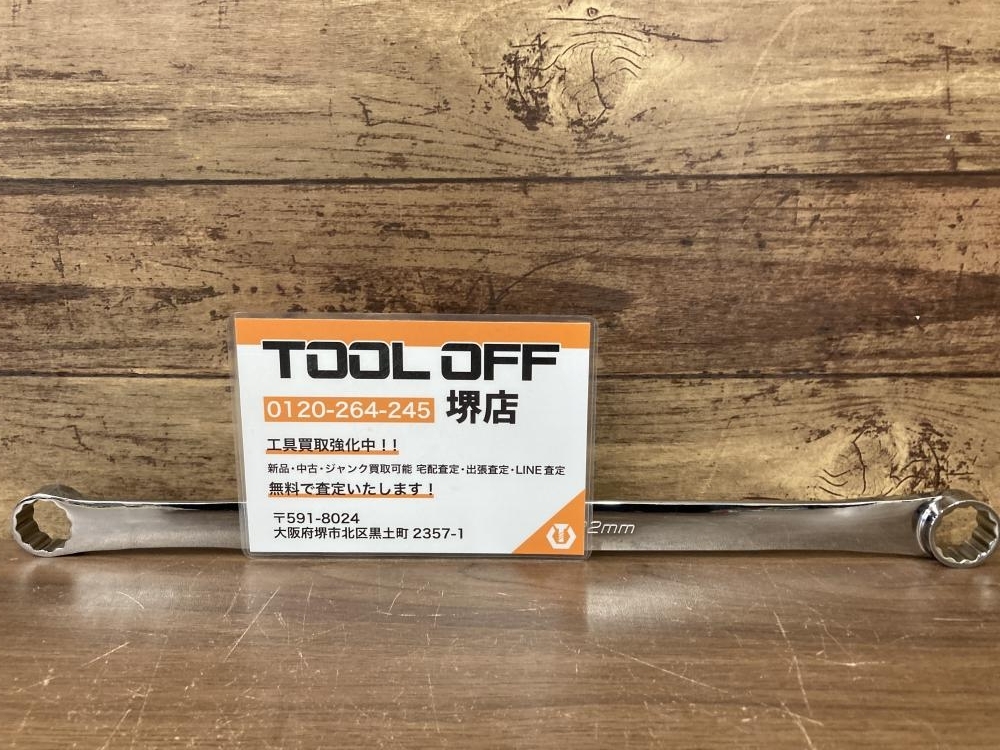 TOOL OFF
0120-264-245 堺店
工具買取強化中！！
新品・中古・ジャンク買取可能 宅配査定・出張査定・LINE査定
無料で査定いたします！
〒591-8024
大阪府堺市北区黒土町 2357-1
2mm